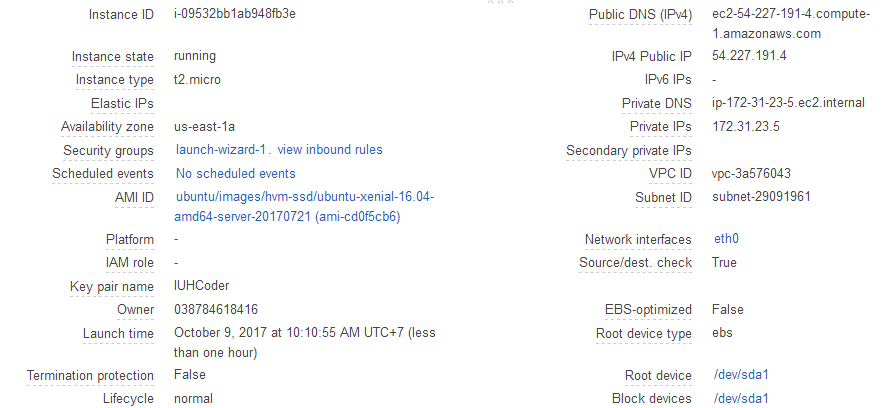 Instance ID i-09532bb1ab948fb3e
Instance state running
Instance type t2.micro
Elastic IPs
Availability zone us-east-1a
Security groups launch-wizard-1. view inbound rules
Scheduled events No scheduled events
AMI ID ubuntu/images/hvm-ssd/ubuntu-xenial-16.04-
amd64-server-20170721 (ami-cd0f5cb6)
Platform -
IAM role -
Key pair name IUHCoder
Owner 038784618416
Launch time October 9, 2017 at 10:10:55 AM UTC+7 (less
than one hour)
Termination protection False
Lifecycle normal
Public DNS (IPv4) ec2-54-227-191-4.compute-
1.amazonaws.com
IPv4 Public IP 54.227.191.4
IPv6 IPs -
Private DNS ip-172-31-23-5.ec2.internal
Private IPs 172.31.23.5
Secondary private IPs
VPC ID vpc-3a576043
Subnet ID subnet-29091961
Network interfaces eth0
Source/dest. check True
EBS-optimized False
Root device type ebs
Root device /dev/sda1
Block devices /dev/sda1